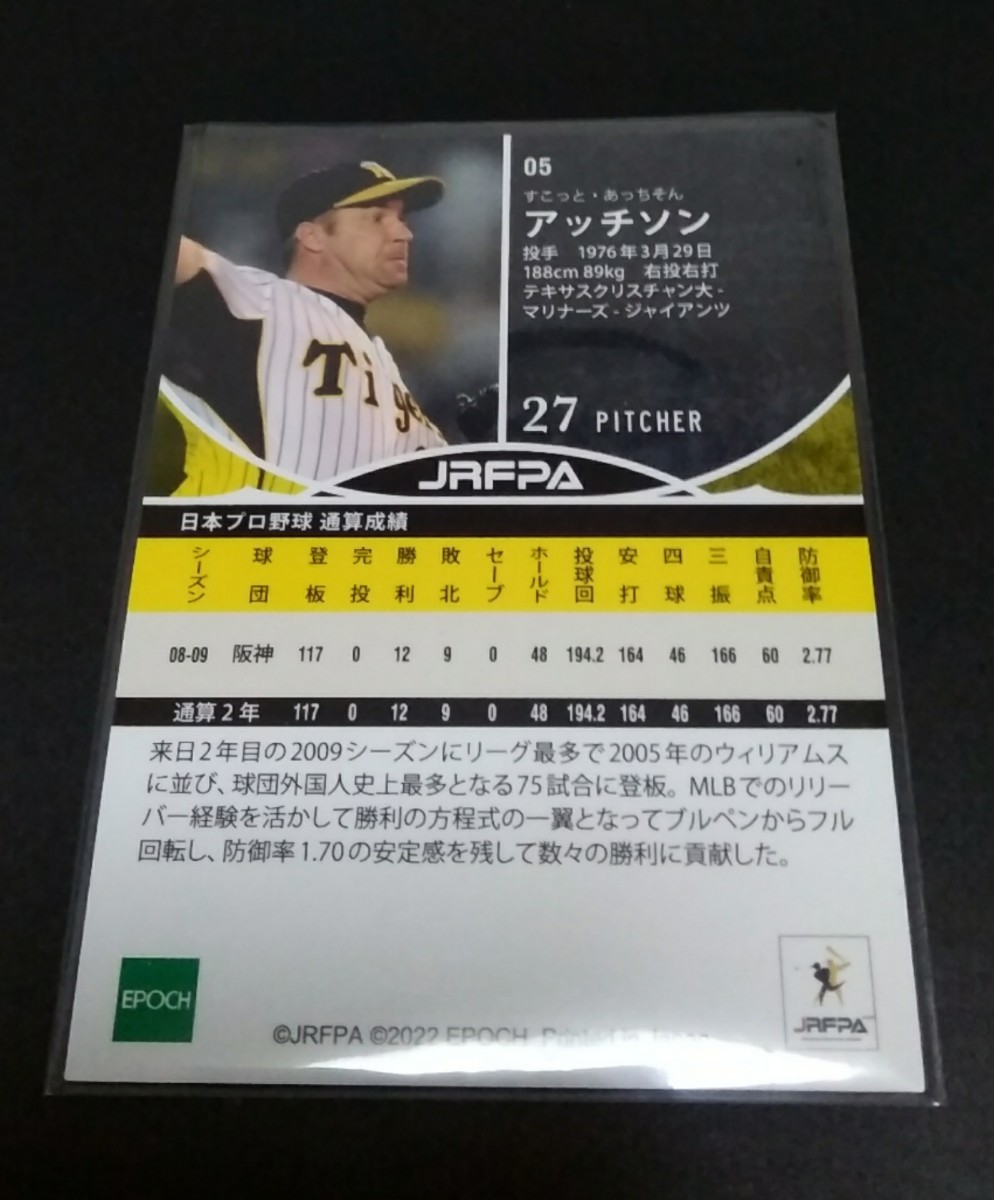 05
すこっと・あっちそん
アッチソン
投手 1976年3月29日
188cm 89kg 右投右打
テキサスクリスチャン大 -
マリナーズ - ジャイアンツ
27 PITCHER
Tige
JRFPA
日本プロ野球 通算成績
シーズン 球団 登板 完投 勝利 敗北 セーブ ホールド 投球回 安打 四球 三振 自責点 防御率
08-09 阪神 117 0 12 9 0 48 194.2 164 46 166 60 2.77
通算2年 117 0 12 9 0 48 194.2 164 46 166 60 2.77
来日2年目の2009シーズンにリーグ最多で2005年のウィリアムス
に並び、球団外国人史上最多となる75試合に登板。MLBでのリリー
バー経験を活かして勝利の方程式の一翼となってブルペンからフル
回転し、防御率1.70の安定感を残して数々の勝利に貢献した。
EPOCH
JRFPA
©JRFPA ©2022 EPOCH Printed in Japan